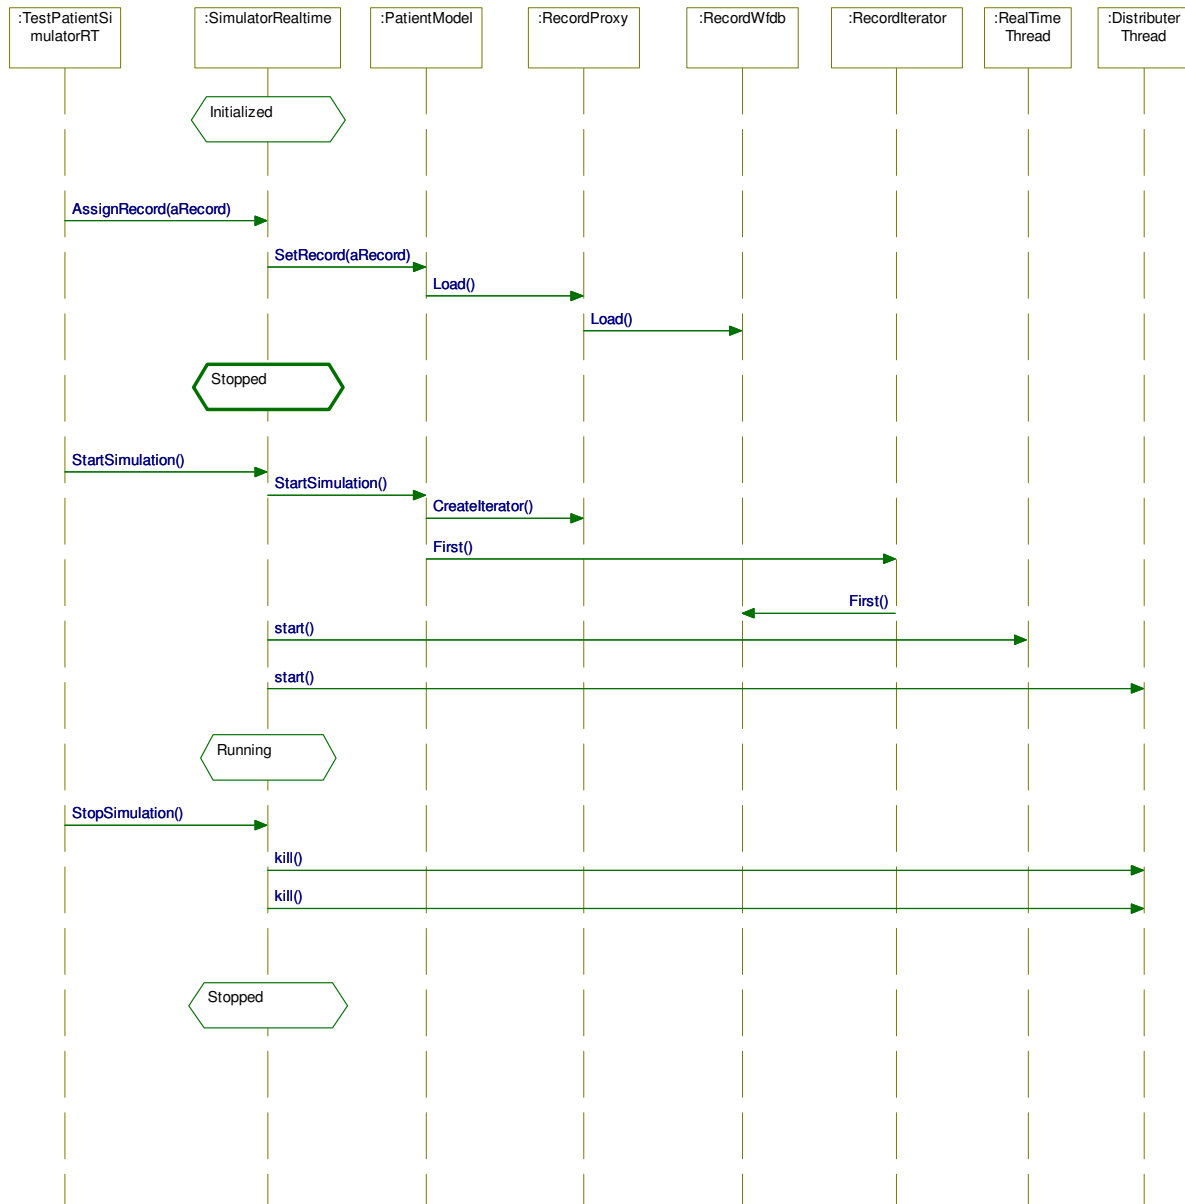 :TestPatientSi
mulatorRT
:SimulatorRealtime
:PatientModel
:RecordProxy
:RecordWfdb
:RecordIterator
:RealTime
Thread
:Distributer
Thread
Initialized
AssignRecord(aRecord)
SetRecord(aRecord)
Load()
Load()
Stopped
StartSimulation()
StartSimulation()
CreateIterator()
First()
First()
start()
start()
Running
StopSimulation()
kill()
kill()
Stopped